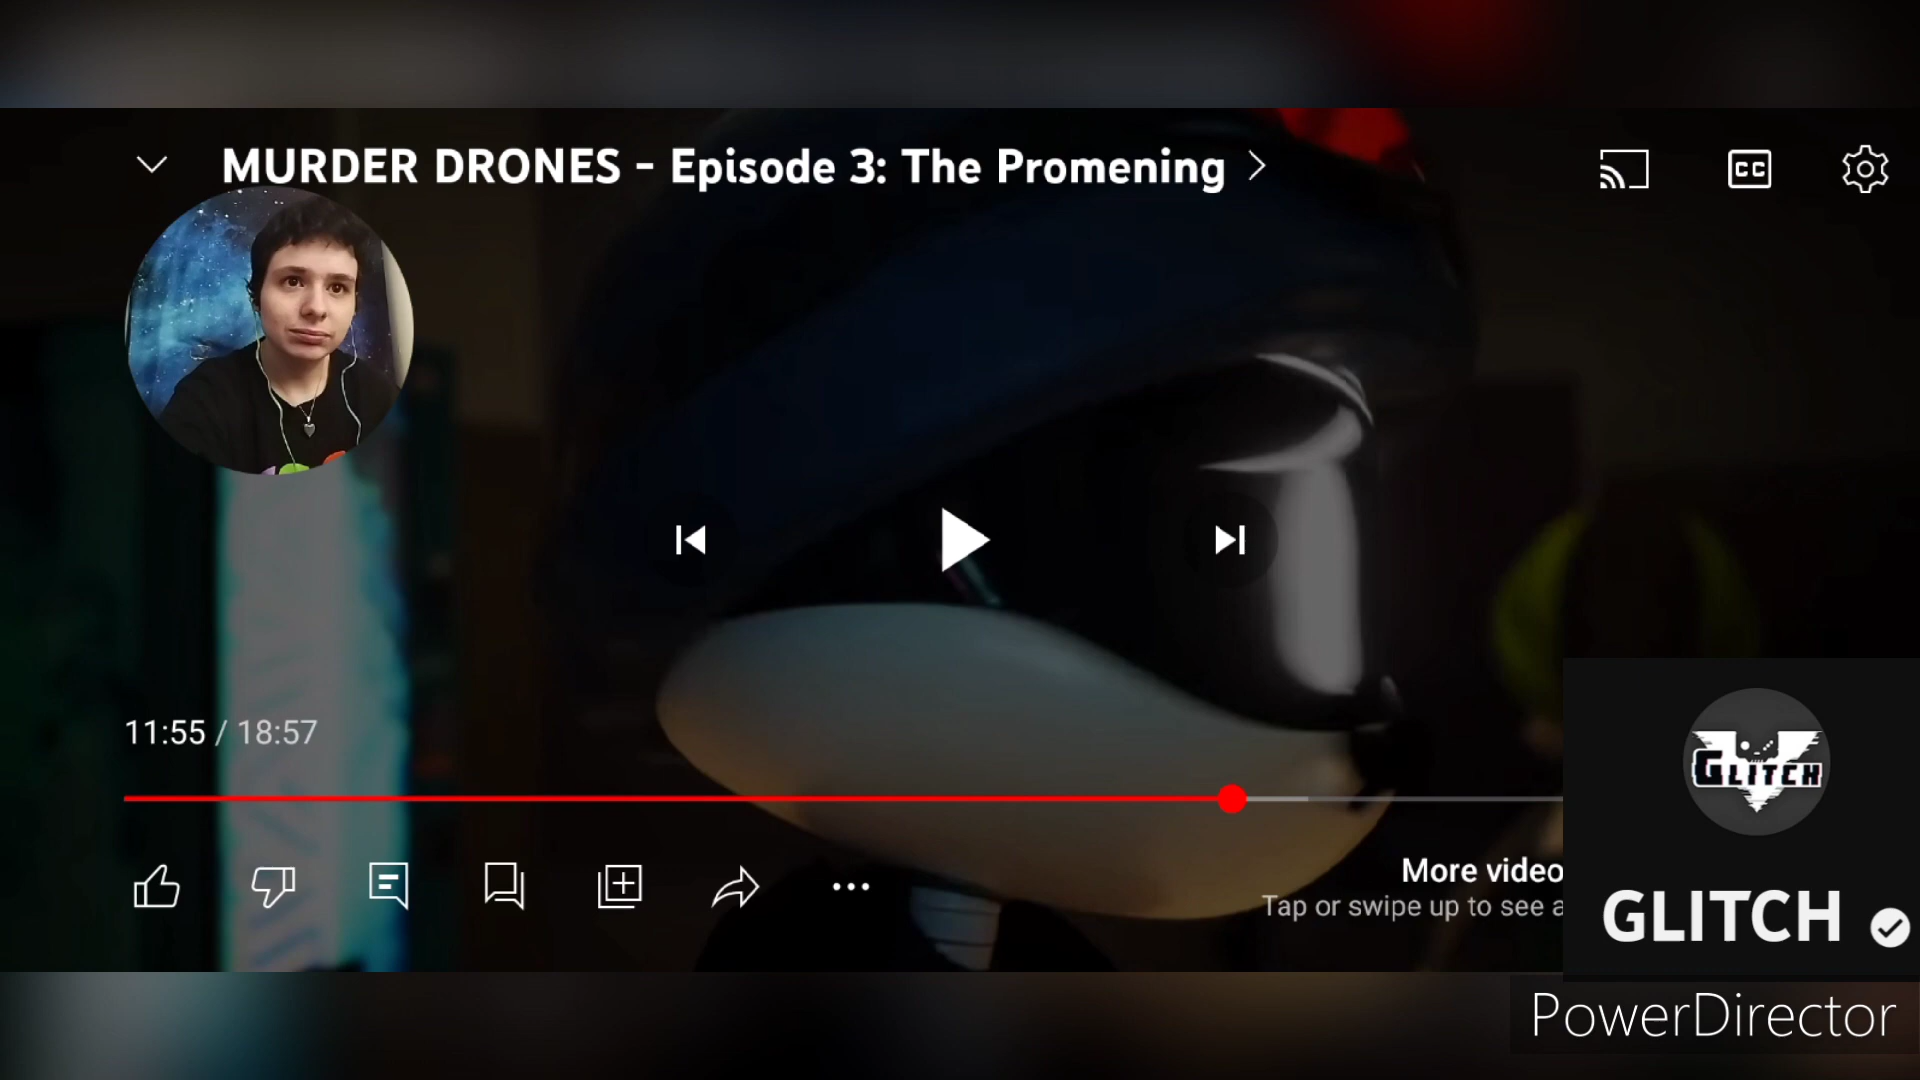 MURDER DRONES - Episode 3: The Promening
CC
11:55 / 18:57
More video
Tap or swipe up to see a
GLITCH
GLITCH
PowerDirector